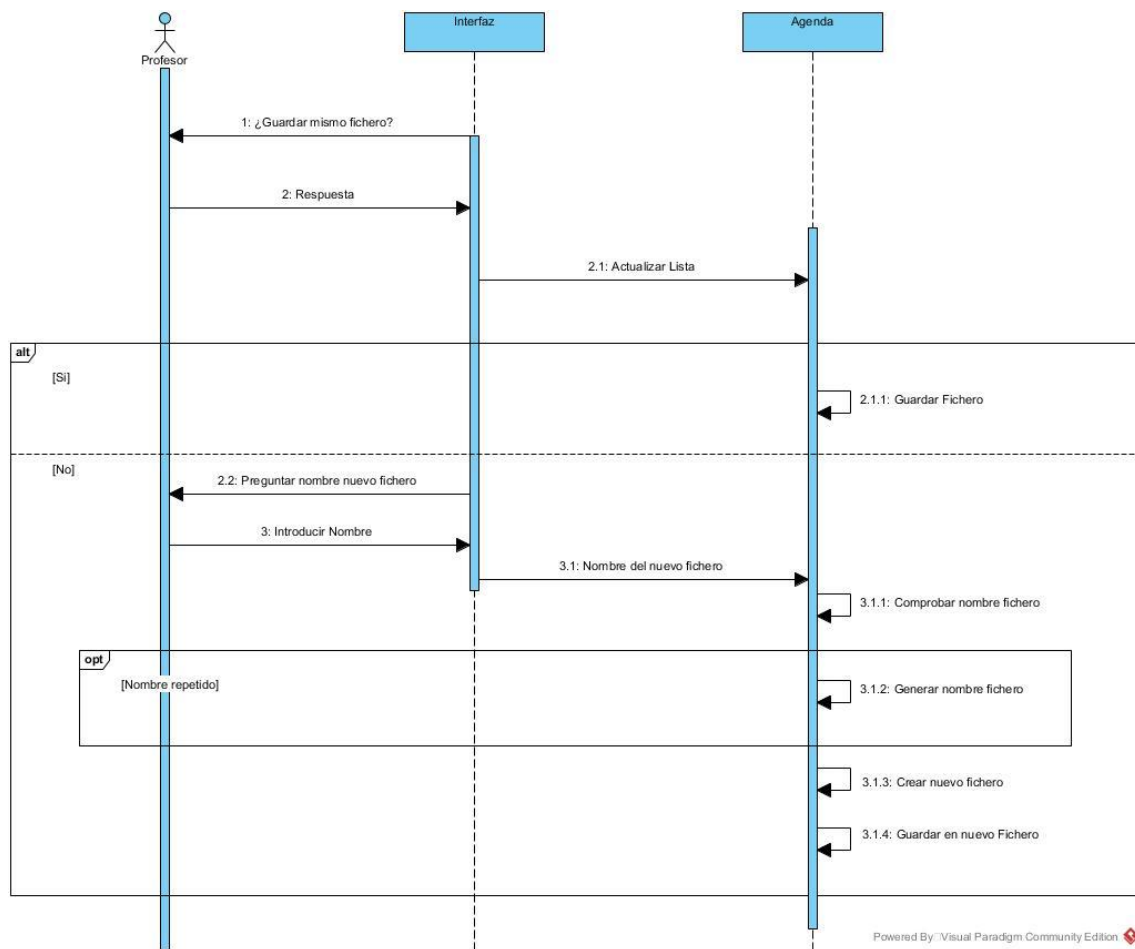 Interfaz
Agenda
Profesor
1: ¿Guardar mismo fichero?
2: Respuesta
2.1: Actualizar Lista
alt
[Si]
2.1.1: Guardar Fichero
[No]
2.2: Preguntar nombre nuevo fichero
3: Introducir Nombre
3.1: Nombre del nuevo fichero
3.1.1: Comprobar nombre fichero
opt
[Nombre repetido]
3.1.2: Generar nombre fichero
3.1.3: Crear nuevo fichero
3.1.4: Guardar en nuevo Fichero
Powered By Visual Paradigm Community Edition